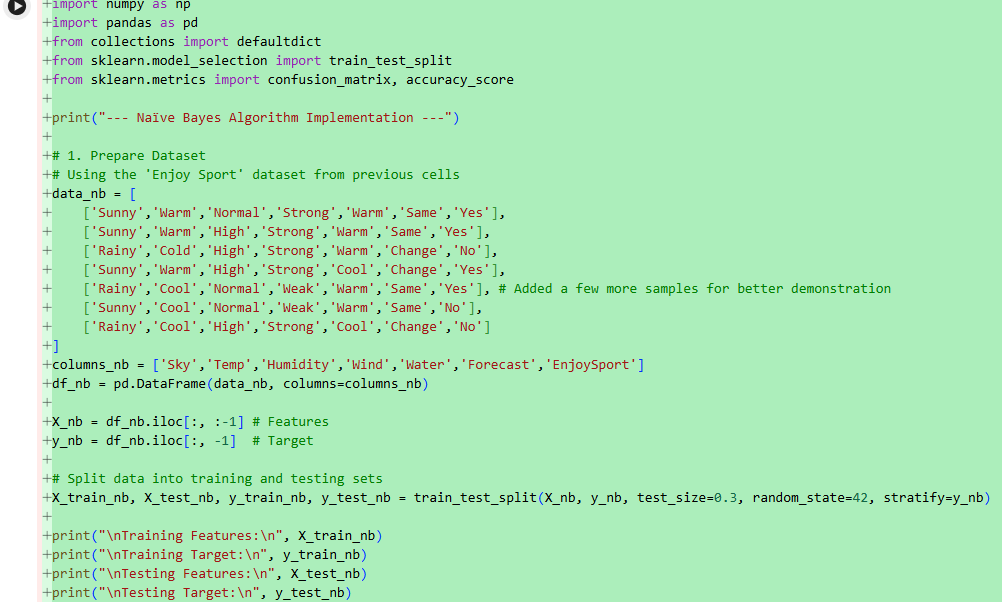 +import numpy as np
+import pandas as pd
+from collections import defaultdict
+from sklearn.model_selection import train_test_split
+from sklearn.metrics import confusion_matrix, accuracy_score
+
+print("--- Naïve Bayes Algorithm Implementation ---")
+
+# 1. Prepare Dataset
+# Using the 'Enjoy Sport' dataset from previous cells
+data_nb = [
+    ['Sunny','Warm','Normal','Strong','Warm','Same','Yes'],
+    ['Sunny','Warm','High','Strong','Warm','Same','Yes'],
+    ['Rainy','Cold','High','Strong','Warm','Change','No'],
+    ['Sunny','Warm','High','Strong','Cool','Change','Yes'],
+    ['Rainy','Cool','Normal','Weak','Warm','Same','Yes'], # Added a few more samples for better demonstration
+    ['Sunny','Cool','Normal','Weak','Warm','Same','No'],
+    ['Rainy','Cool','High','Strong','Cool','Change','No']
+]
+columns_nb = ['Sky','Temp','Humidity','Wind','Water','Forecast','EnjoySport']
+df_nb = pd.DataFrame(data_nb, columns=columns_nb)
+
+X_nb = df_nb.iloc[:, :-1] # Features
+y_nb = df_nb.iloc[:, -1]  # Target
+
+# Split data into training and testing sets
+X_train_nb, X_test_nb, y_train_nb, y_test_nb = train_test_split(X_nb, y_nb, test_size=0.3, random_state=42, stratify=y_nb)
+
+print("\nTraining Features:\n", X_train_nb)
+print("\nTraining Target:\n", y_train_nb)
+print("\nTesting Features:\n", X_test_nb)
+print("\nTesting Target:\n", y_test_nb)